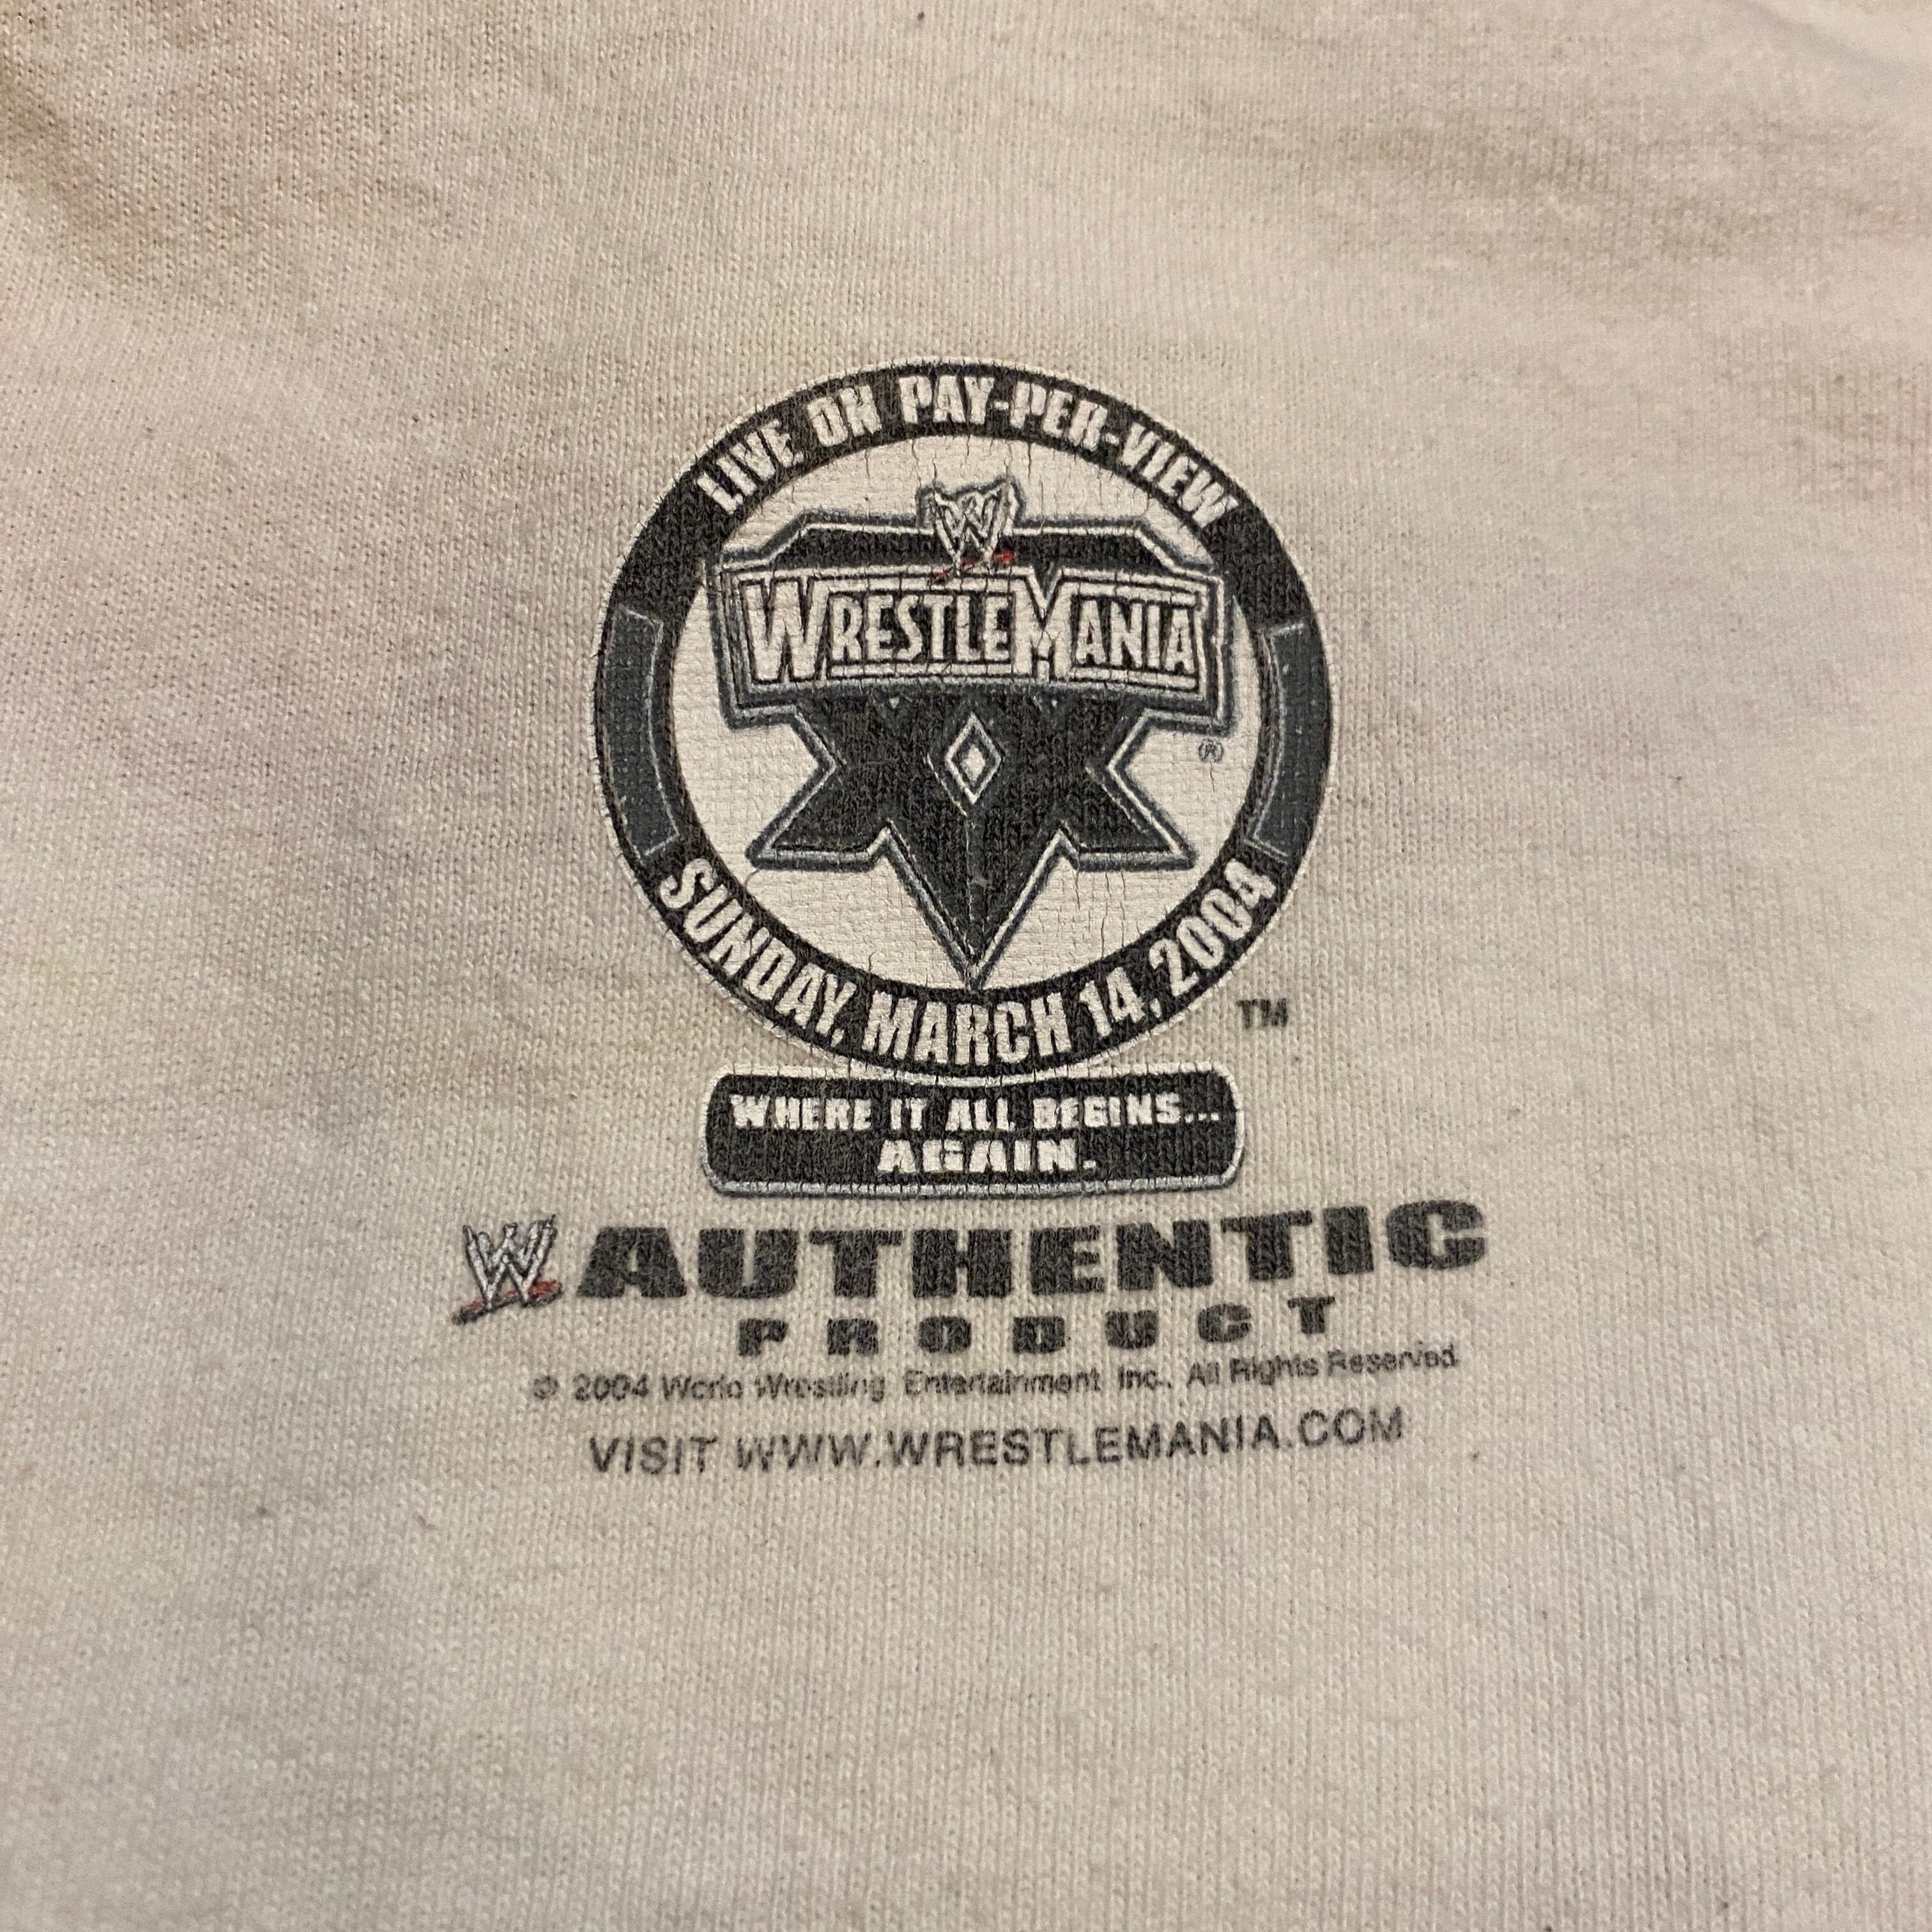 LIVE ON PAY-PER-VIEW
W
WRESTLEMANIA
XX
®
SUNDAY, MARCH 14, 2004
TM
WHERE IT ALL BEGINS...
AGAIN.
W AUTHENTIC
PRODUCT
© 2004 World Wrestling Entertainment, Inc., All Rights Reserved
VISIT WWW.WRESTLEMANIA.COM